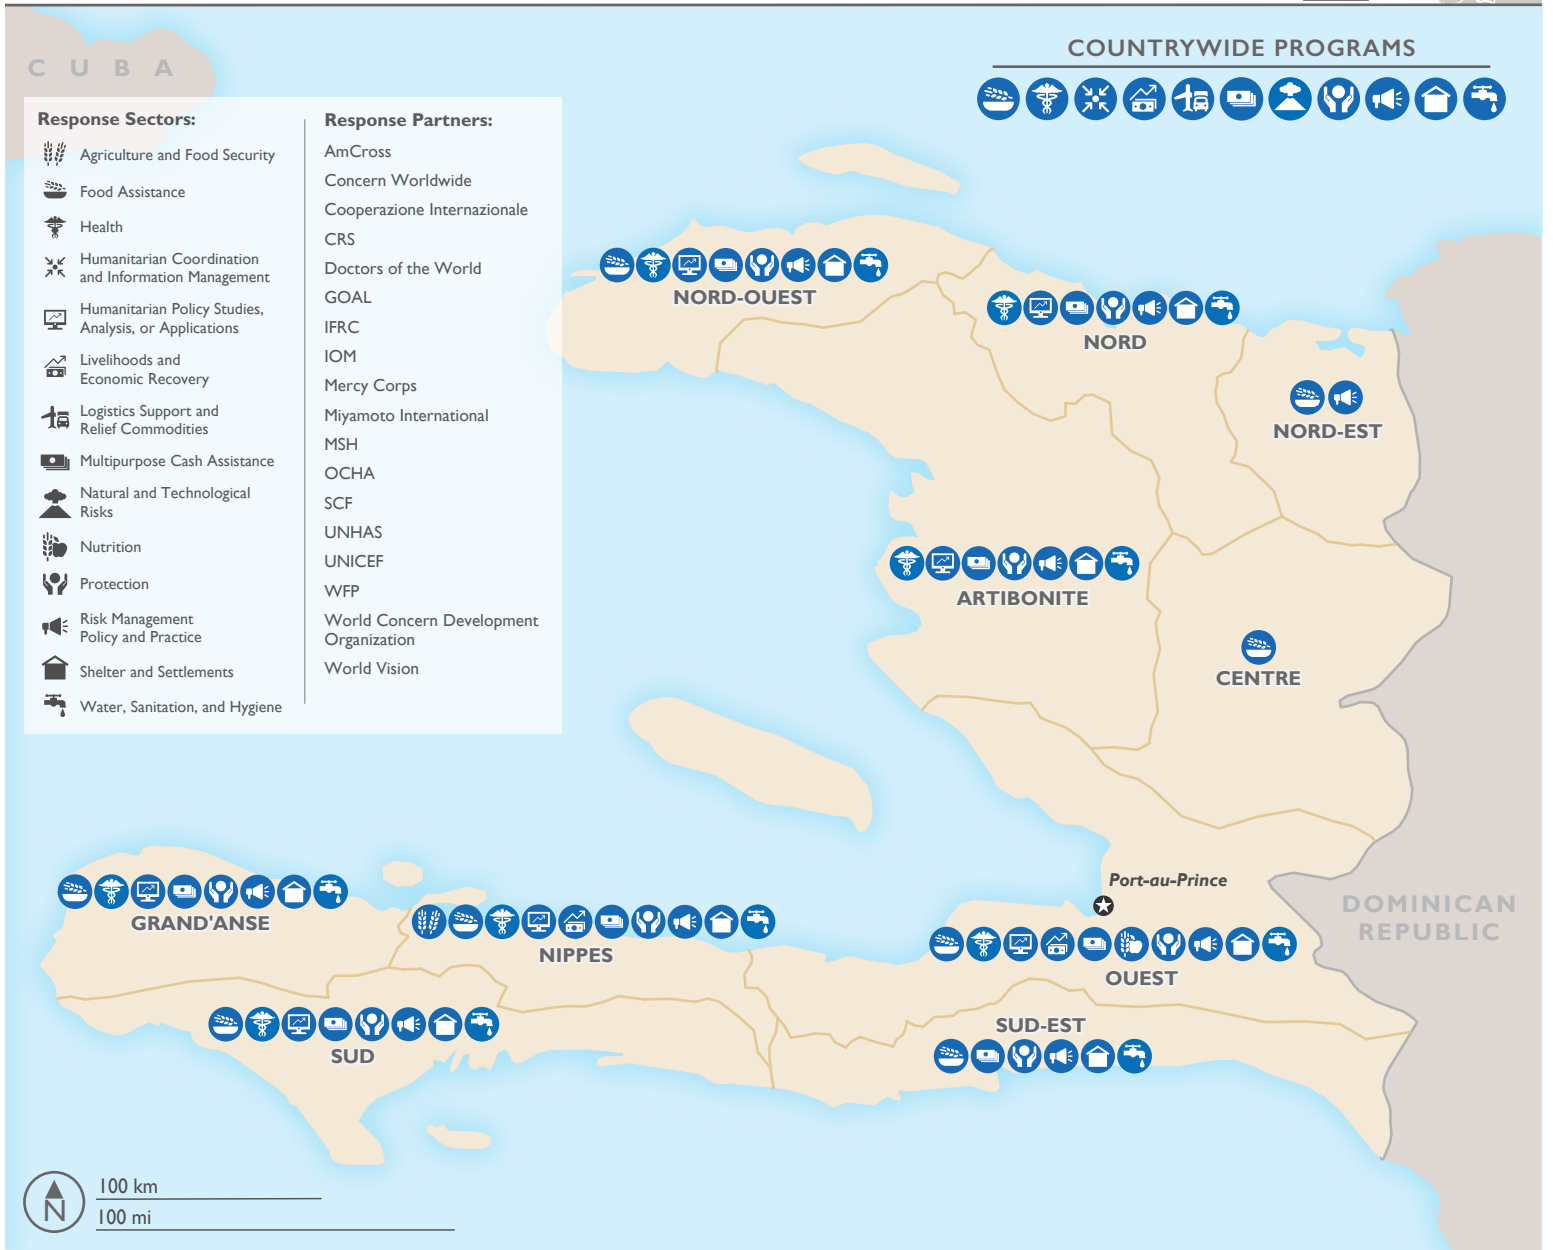 CUBA
COUNTRYWIDE PROGRAMS
Response Sectors:
Agriculture and Food Security
Food Assistance
Health
Humanitarian Coordination
and Information Management
Humanitarian Policy Studies,
Analysis, or Applications
Livelihoods and
Economic Recovery
Logistics Support and
Relief Commodities
Multipurpose Cash Assistance
Natural and Technological
Risks
Nutrition
Protection
Risk Management
Policy and Practice
Shelter and Settlements
Water, Sanitation, and Hygiene
Response Partners:
AmCross
Concern Worldwide
Cooperazione Internazionale
CRS
Doctors of the World
GOAL
IFRC
IOM
Mercy Corps
Miyamoto International
MSH
OCHA
SCF
UNHAS
UNICEF
WFP
World Concern Development
Organization
World Vision
NORD-OUEST
NORD
NORD-EST
ARTIBONITE
CENTRE
Port-au-Prince
DOMINICAN
REPUBLIC
GRAND'ANSE
NIPPES
OUEST
SUD-EST
SUD
N
100 km
100 mi